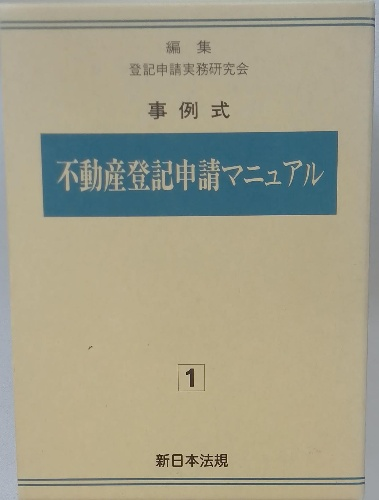 編集
登記申請実務研究会
事例式
不動産登記申請マニュアル
1
新日本法規